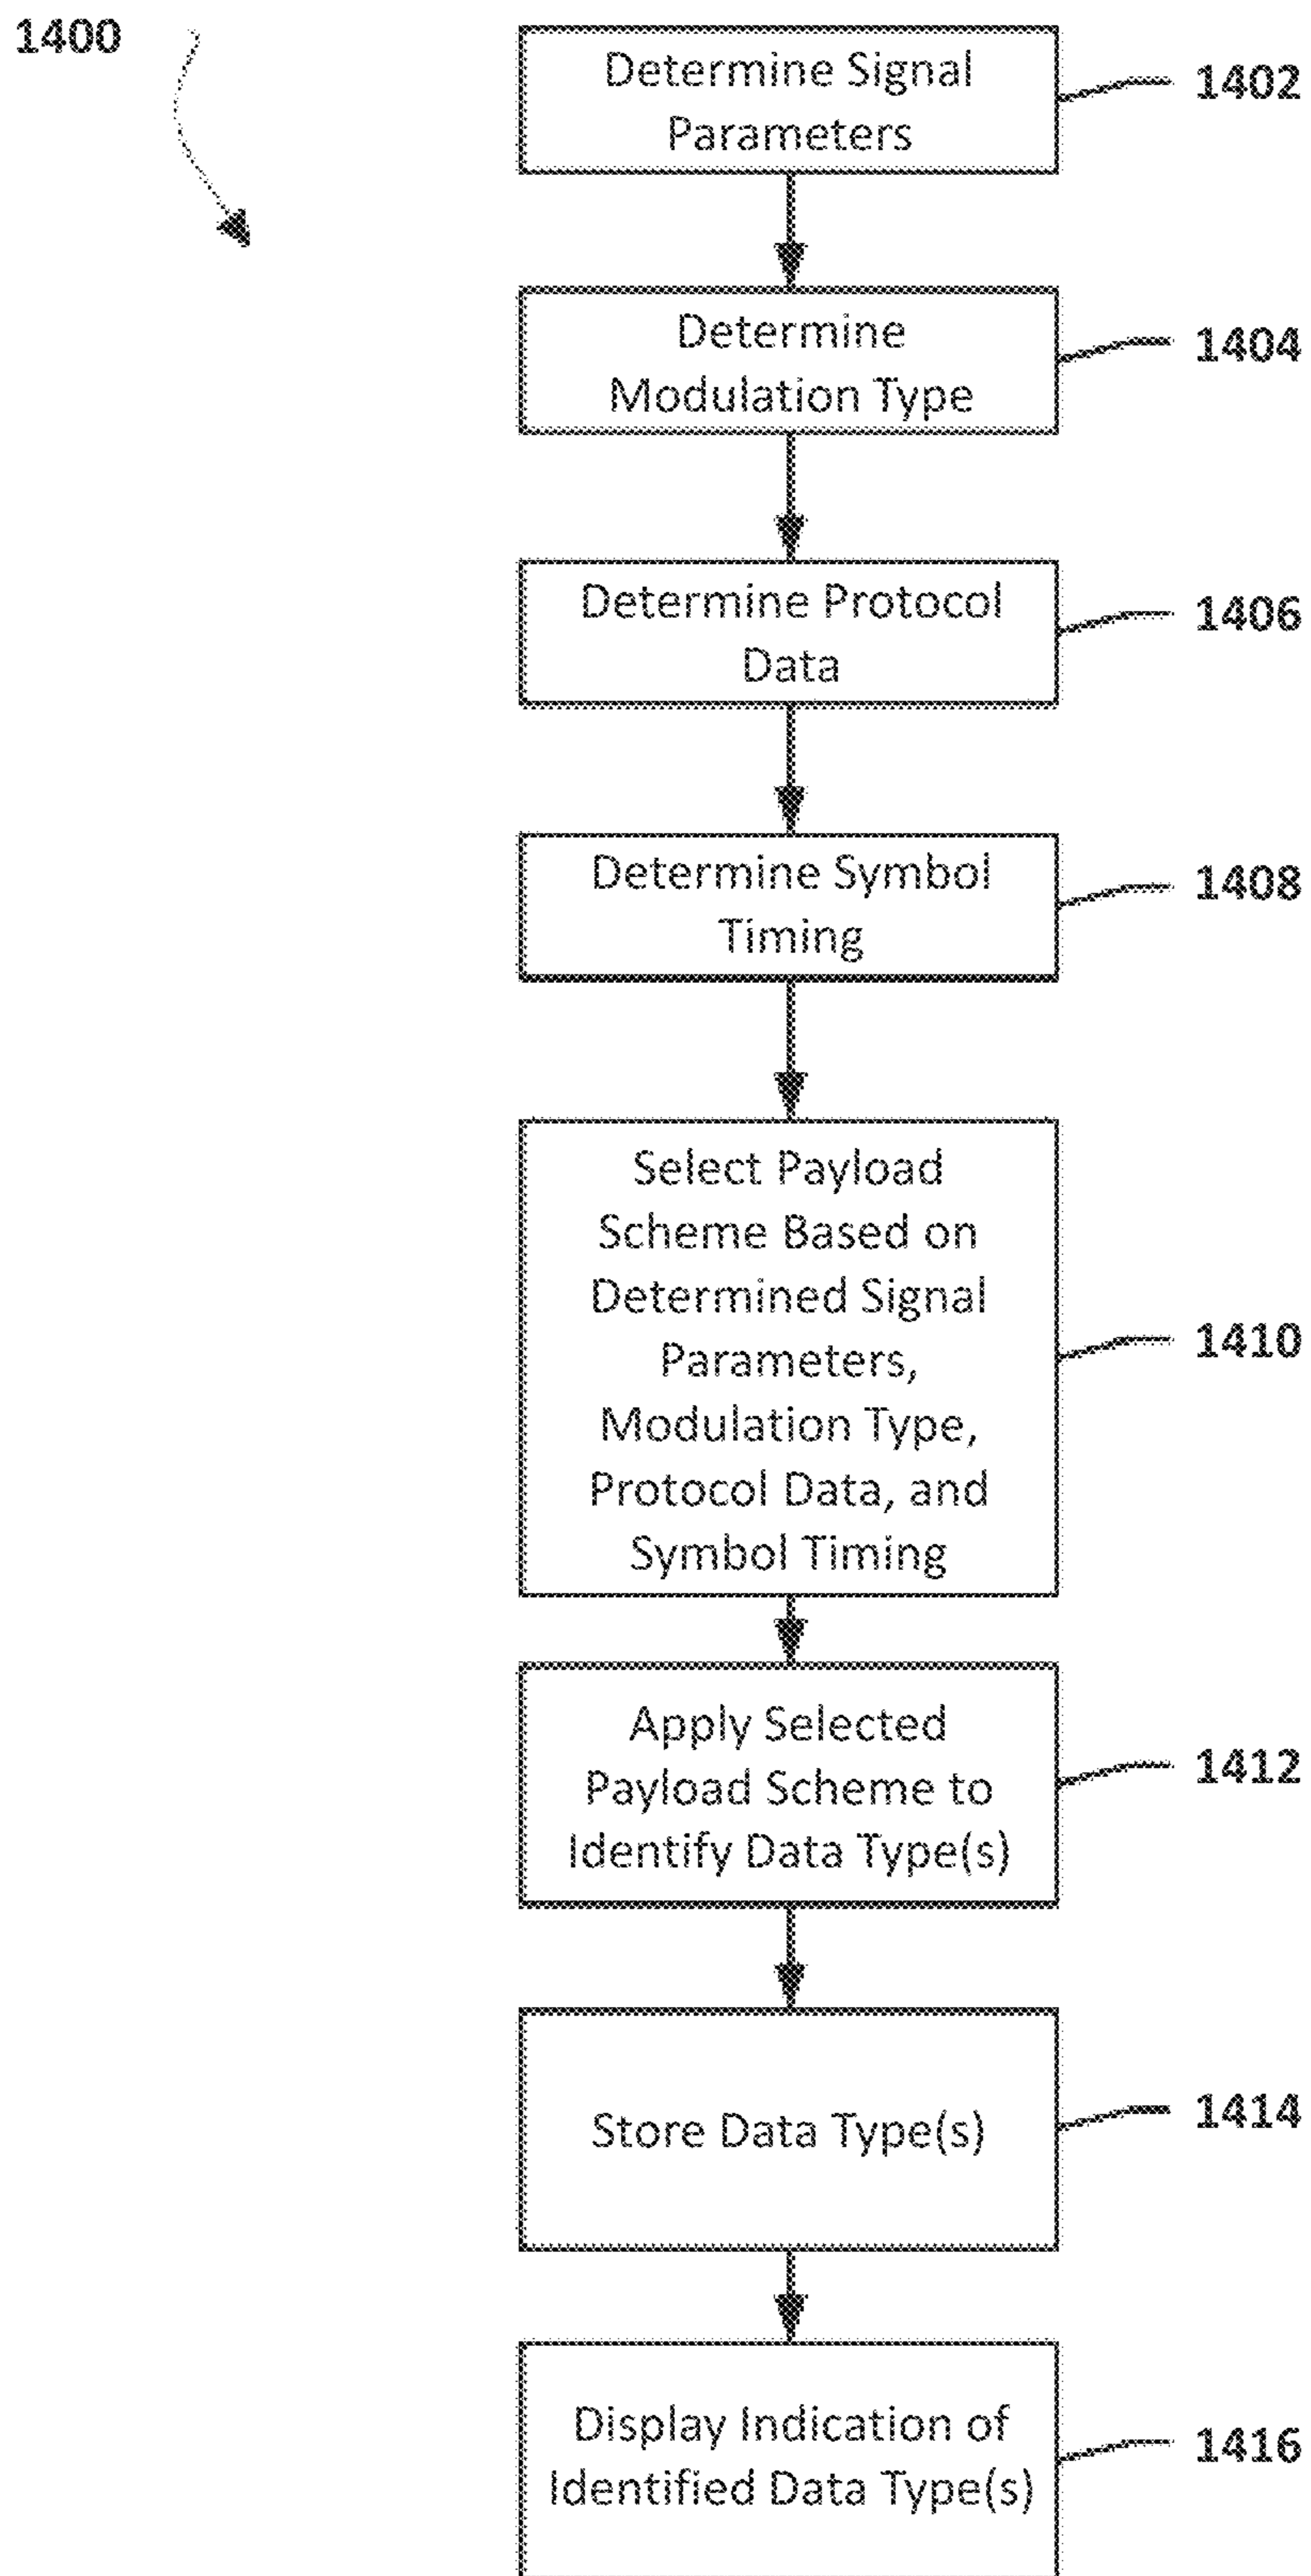 1400
Determine Signal
Parameters
1402
Determine
Modulation Type
1404
Determine Protocol
Data
1406
Determine Symbol
Timing
1408
Select Payload
Scheme Based on
Determined Signal
Parameters,
Modulation Type,
Protocol Data, and
Symbol Timing
1410
Apply Selected
Payload Scheme to
Identify Data Type(s)
1412
Store Data Type(s)
1414
Display Indication of
Identified Data Type(s)
1416